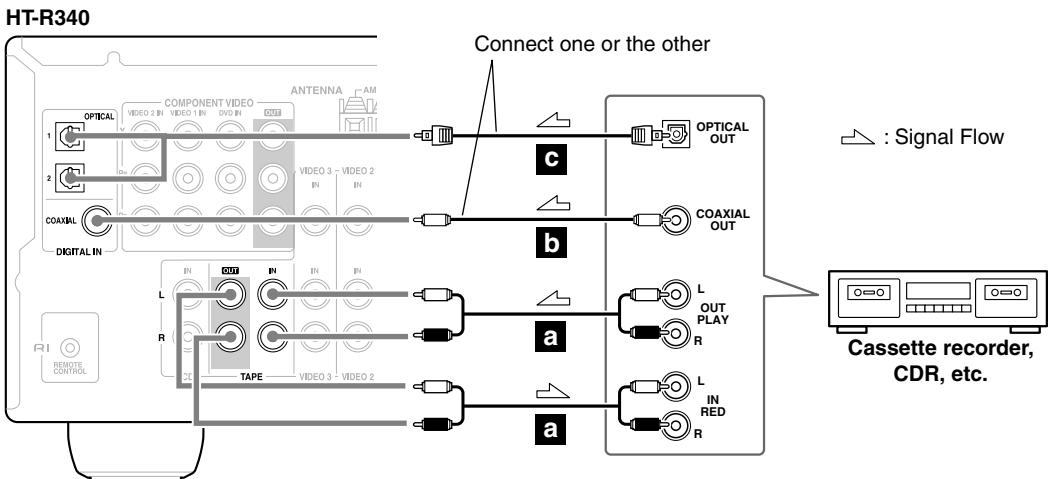 HT-R340
Connect one or the other
ANTENNA
AM
COMPONENT VIDEO
VIDEO 2 IN VIDEO 1 IN DVD IN OUT
OPTICAL
1
Y
2
COAXIAL
DIGITAL IN
VIDEO 3 VIDEO 2
IN IN
OPTICAL
OUT
: Signal Flow
c
COAXIAL
OUT
b
IN OUT IN IN IN
L
R
L
OUT
PLAY
R
a
RI
REMOTE
CONTROL
CD TAPE VIDEO 3 VIDEO 2
L
IN
RED
R
a
Cassette recorder,
CDR, etc.